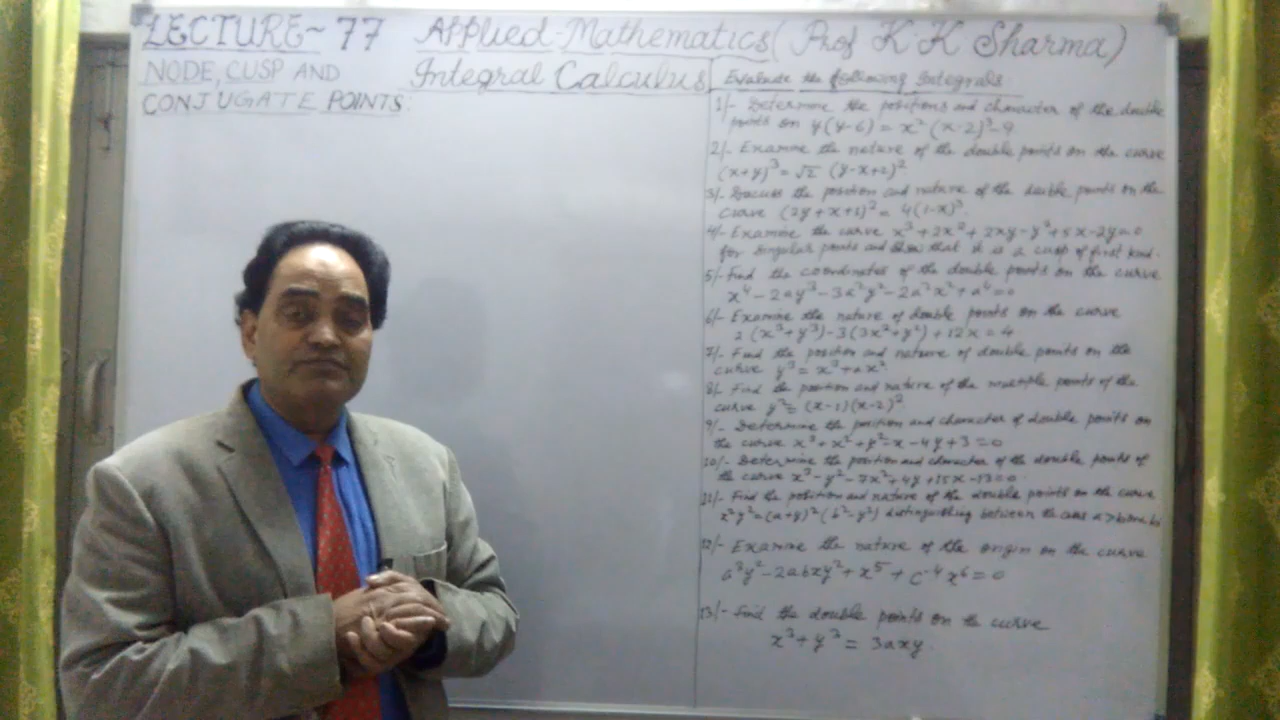 LECTURE~77 Applied-Mathematics (Prof K.K Sharma)
NODE, CUSP AND
CONJUGATE POINTS:
Integral Calculus
Evaluate the following Integrals:
1/- Determine the positions and character of the double
points on y(y-6) = x²(x-2)³-9
2/- Examine the nature of the double points on the curve
(x+y)³ = √2 (y-x+2)²
3/- Discuss the position and nature of the double points on the
curve (2y+x+1)² = 4(1-x)⁵
4/- Examine the curve x³+2x²+2xy-y²+5x-2y=0
for singular points and show that it is a cusp of first kind.
5/- Find the coordinates of the double points on the curve
x⁴-2ay³-3a²y²-2a²x²+a⁴=0
6/- Examine the nature of double points on the curve
2(x³+y³)-3(3x²+y²)+12x=4
7/- Find the position and nature of double points on the
curve y³ = x³+ax²
8/- Find the position and nature of the multiple points of the
curve y² = (x-1)(x-2)²
9/- Determine the position and character of double points on
the curve x³+x²+y²-x-4y+3=0
10/- Determine the position and character of the double points of
the curve x³-y²-7x²+4y+15x-13=0
11/- Find the position and nature of the double points on the curve
x²y²=(a+y)²(b²-y²) distinguishing between the cases
12/- Examine the nature of the origin on the curve
y²-2abxy²+x⁵+ x⁶=0
13/- Find the double points on the curve
x³+y³ = 3axy